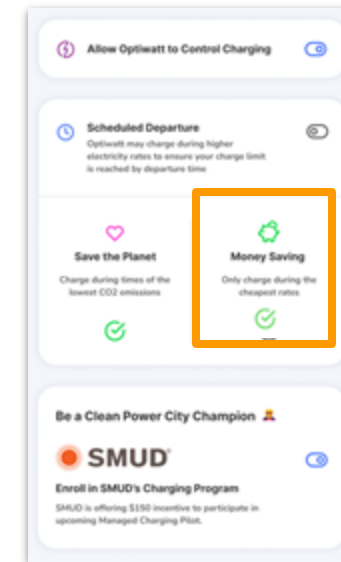 Allow Optiwatt to Control Charging
Scheduled Departure
Optiwatt may charge during higher
electricity rates to ensure your charge limit
is reached by departure time
Save the Planet
Charge during times of the
lowest CO2 emissions
Money Saving
Only charge during the
cheapest rates
Be a Clean Power City Champion
SMUD
Enroll in SMUD's Charging Program
SMUD is offering $150 incentive to participate in
upcoming Managed Charging Pilot.